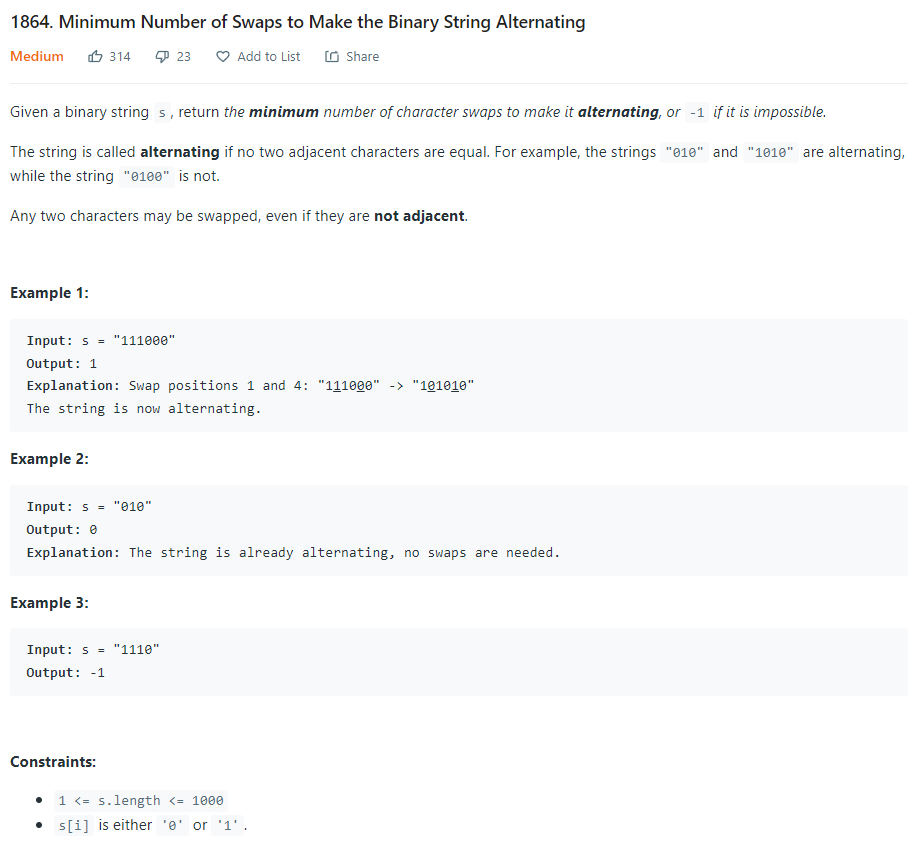 1864. Minimum Number of Swaps to Make the Binary String Alternating
Medium 314 23 Add to List Share
Given a binary string s, return the minimum number of character swaps to make it alternating, or -1 if it is impossible.
The string is called alternating if no two adjacent characters are equal. For example, the strings "010" and "1010" are alternating,
while the string "0100" is not.
Any two characters may be swapped, even if they are not adjacent.
Example 1:
Input: s = "111000"
Output: 1
Explanation: Swap positions 1 and 4: "111000" -> "101010"
The string is now alternating.
Example 2:
Input: s = "010"
Output: 0
Explanation: The string is already alternating, no swaps are needed.
Example 3:
Input: s = "1110"
Output: -1
Constraints:
• 1 <= s.length <= 1000
• s[i] is either '0' or '1'.